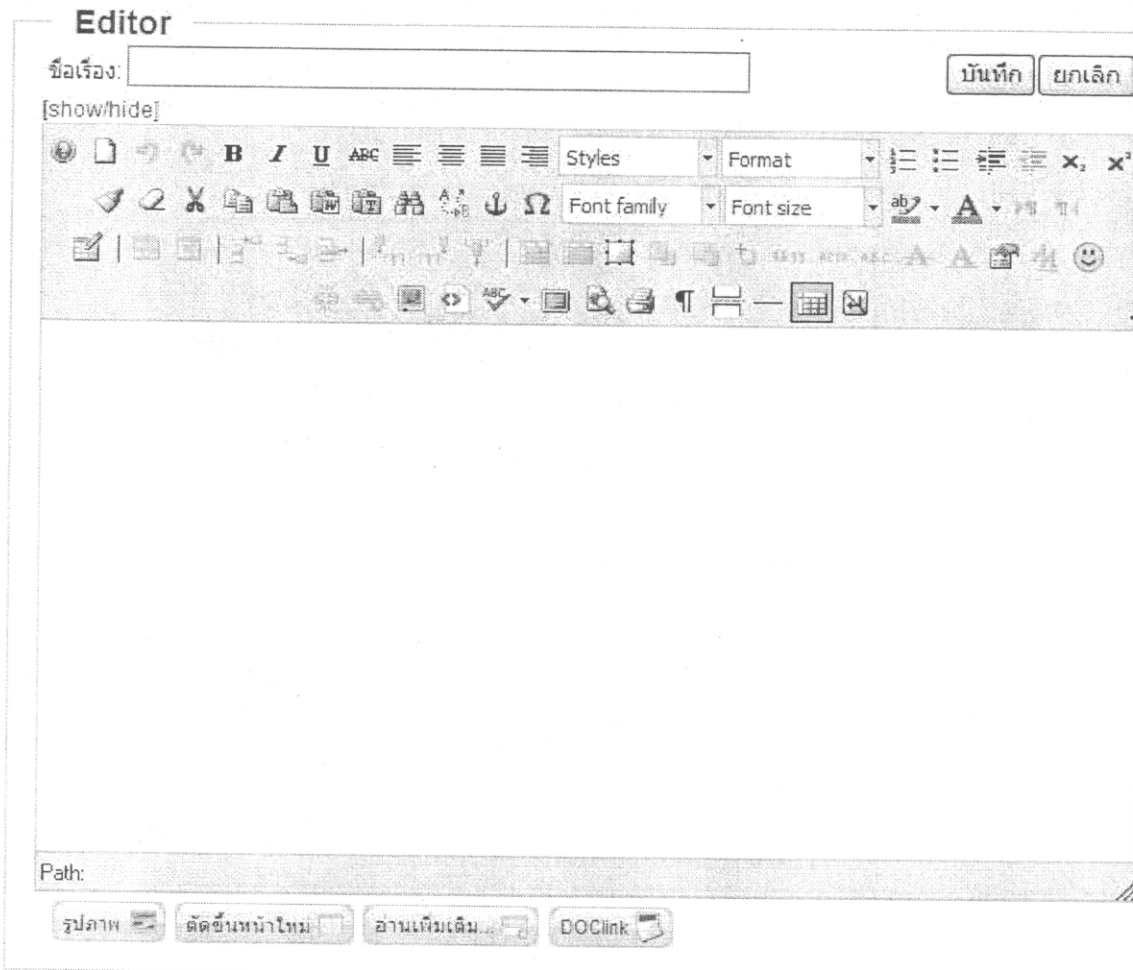 Editor
ชื่อเรื่อง: บันทึก ยกเลิก
[show/hide]
B I U ABC Styles Format
Font family Font size
Path:
รูปภาพ ตัดขึ้นหน้าใหม่ อ่านเพิ่มเติม... DOClink